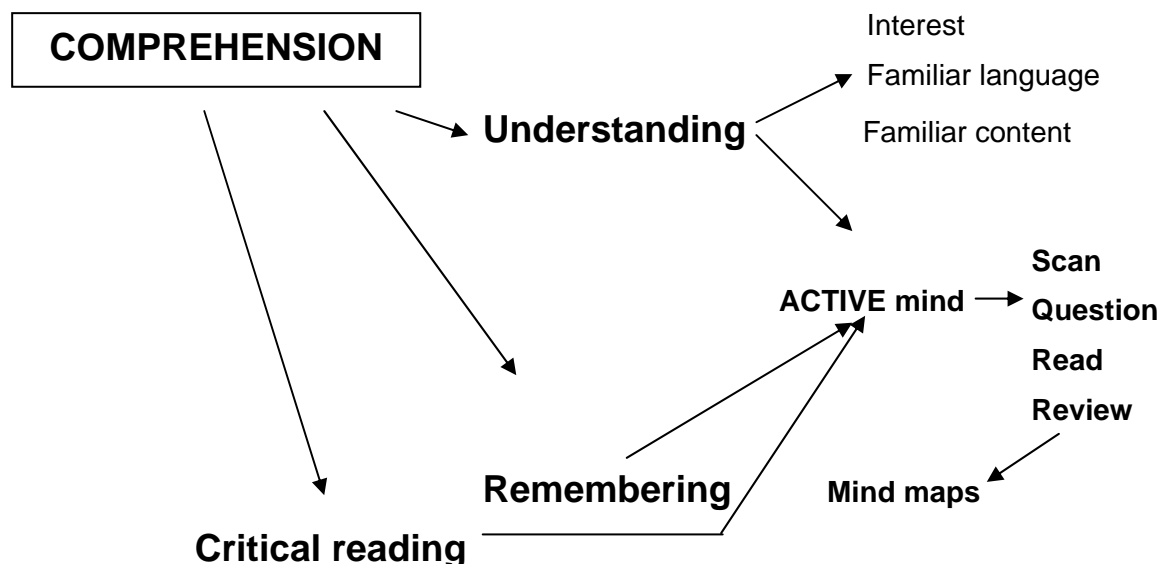 COMPREHENSION
Interest
Familiar language
Understanding
Familiar content
Scan
ACTIVE mind
Question
Read
Review
Remembering
Mind maps
Critical reading